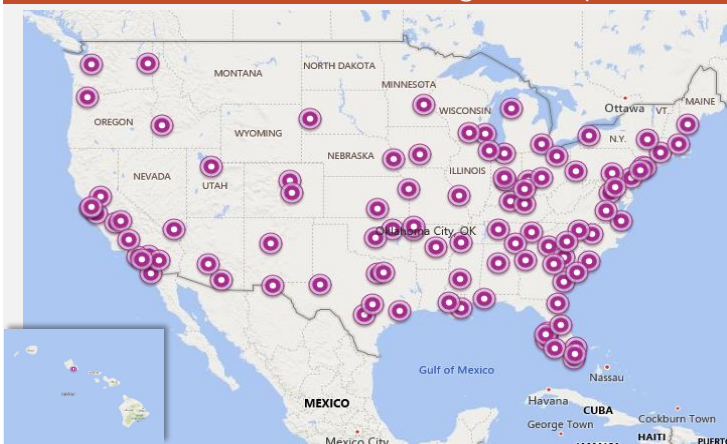 MONTANA
NORTH DAKOTA
MINNESOTA
Ottawa
VT.
MAINE
WISCONSIN
OREGON
WYOMING
N.Y.
NEBRASKA
NEVADA
UTAH
ILLINOIS
Oklahoma City, OK
Gulf of Mexico
Nassau
MEXICO
Havana
CUBA
Cockburn Town
George Town
HAITI
Mexico City